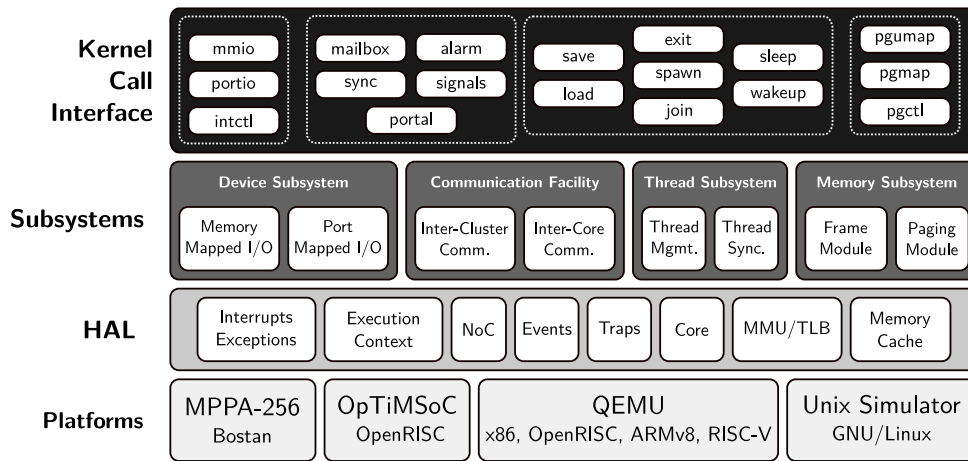 Kernel
Call
Interface
mmio
portio
intctl
mailbox
alarm
sync
signals
portal
save
load
exit
spawn
join
sleep
wakeup
pgumap
pgmap
pgctl
Subsystems
Device Subsystem
Memory
Mapped I/O
Port
Mapped I/O
Communication Facility
Inter-Cluster
Comm.
Inter-Core
Comm.
Thread Subsystem
Thread
Mgmt.
Thread
Sync.
Memory Subsystem
Frame
Module
Paging
Module
HAL
Interrupts
Exceptions
Execution
Context
NoC
Events
Traps
Core
MMU/TLB
Memory
Cache
Platforms
MPPA-256
Bostan
OpTiMSoC
OpenRISC
QEMU
x86, OpenRISC, ARMv8, RISC-V
Unix Simulator
GNU/Linux